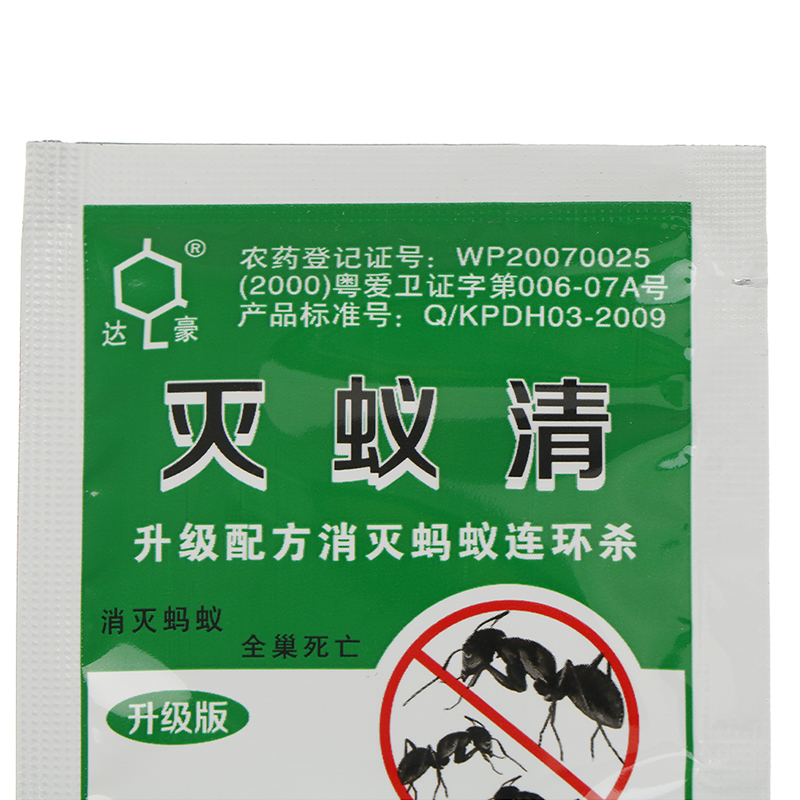 农药登记证号：WP20070025
(2000)粤爱卫证字第006-07A号
产品标准号：Q/KPDH03-2009
®
达豪
灭蚁清
升级配方消灭蚂蚁连环杀
消灭蚂蚁
全巢死亡
升级版